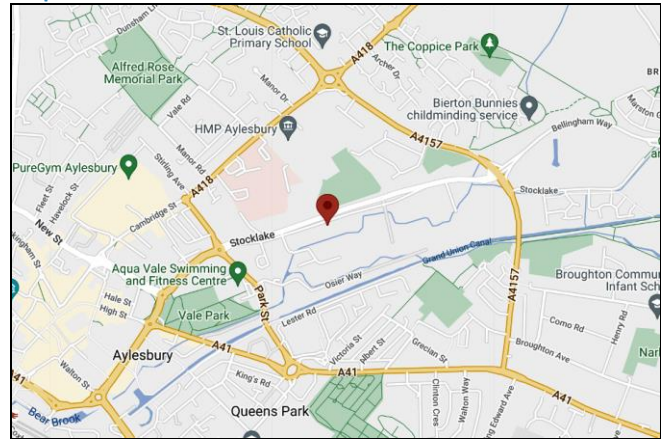 Dunsham Ln
St. Louis Catholic
Primary School
A418
The Coppice Park
Alfred Rose
Memorial Park
Archer Dr
Manor Dr
Vale Rd
Bierton Bunnies
childminding service
BR
Marston
HMP Aylesbury
Bellingham Way
A4157
PureGym Aylesbury
Manor Rd
Stirling Ave
A418
Fleet St
Havelock St
Cambridge St
Stocklake
New St
Stocklake
Grand Union Canal
Aqua Vale Swimming
and Fitness Centre
Osier Way
A4157
Broughton Commu
Infant Sch
Park St
Hale St
High St
Vale Park
Lester Rd
Como Rd
Henry Rd
Victoria St
Albert St
Grecian St
Broughton Ave
Nar
Aylesbury
A41
Walton St
King's Rd
A41
A41
41
Bear Brook
Queens Park
Clinton Cres
Walton Way